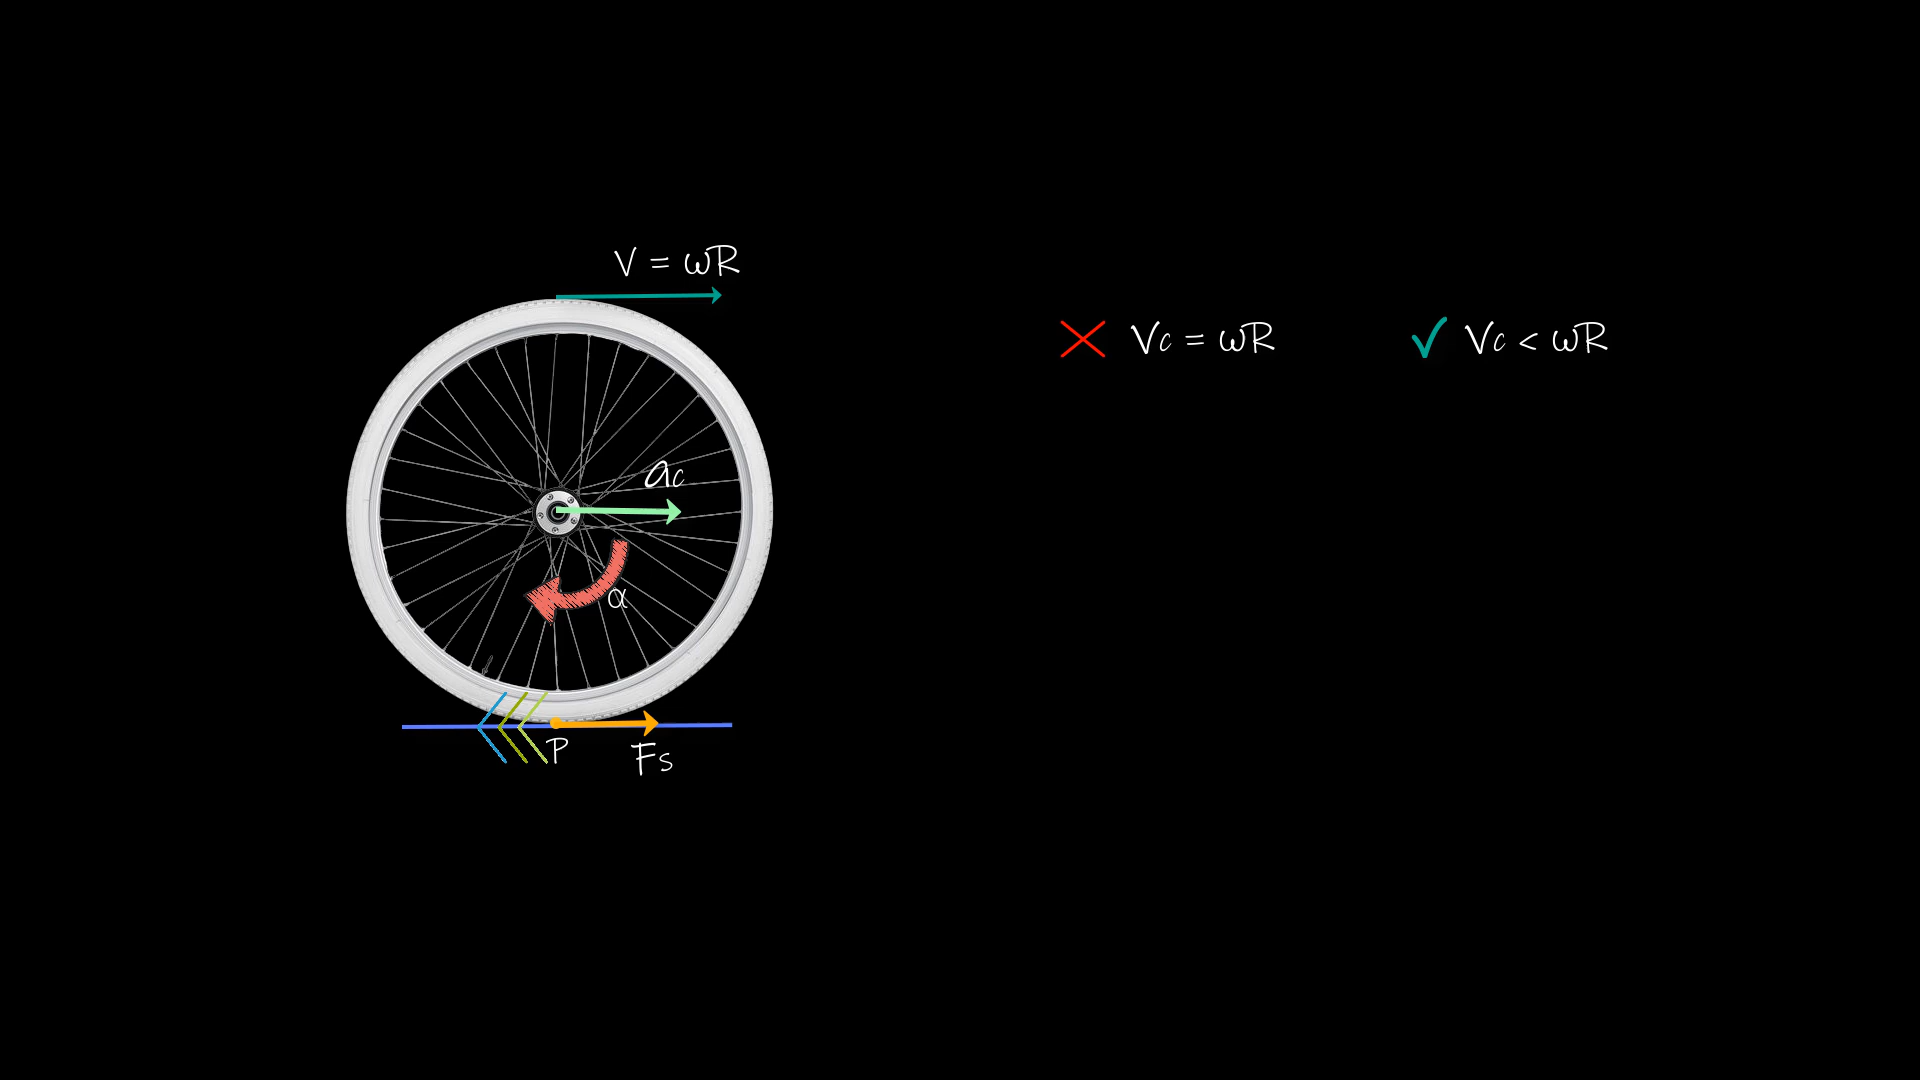 V = ωR
Vc = ωR
Vc < ωR
ac
α
P
Fs